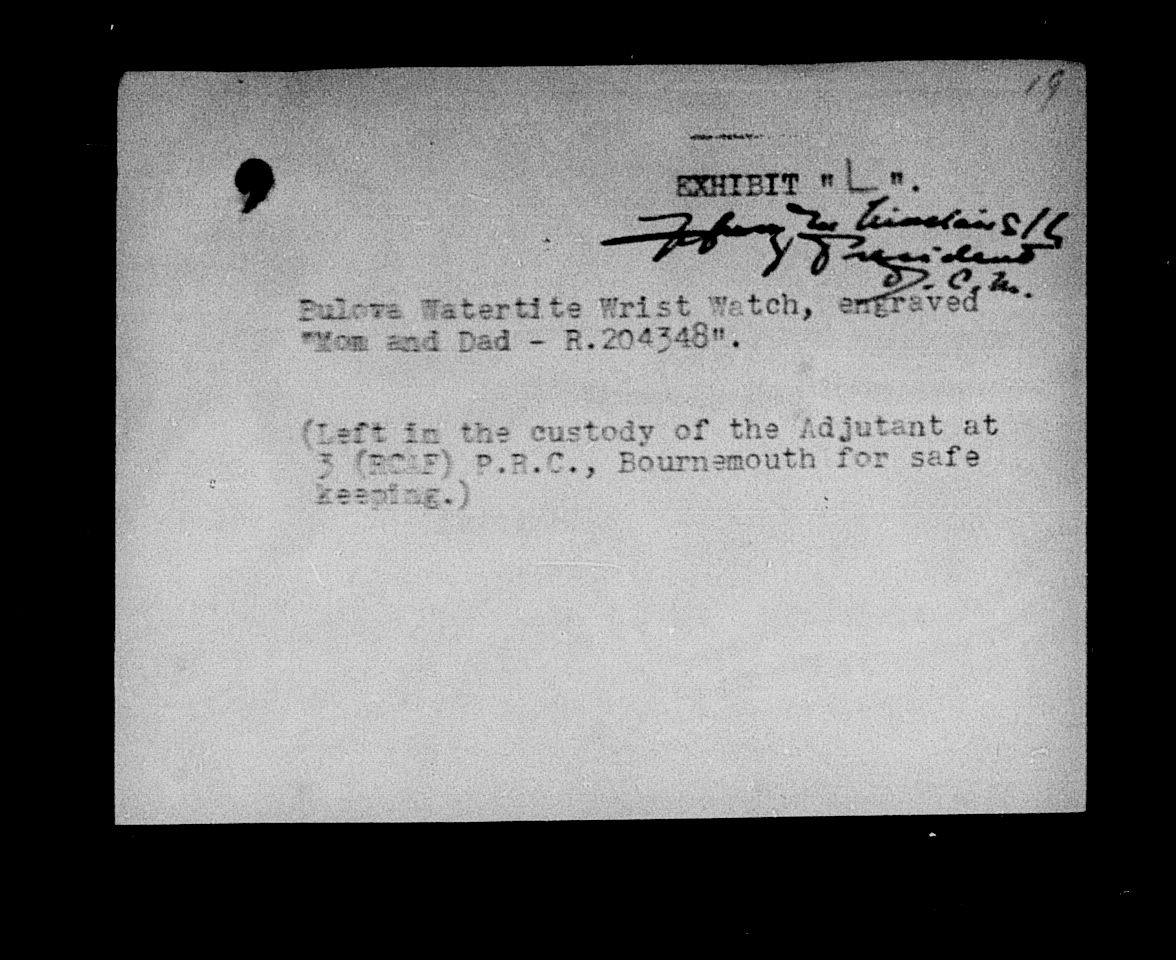 19
EXHIBIT "L".
Sinclair S/L
President
D.C.M.
Bulova Watertite Wrist Watch, engraved
"Mom and Dad - R.204348".
(Left in the custody of the Adjutant at
3 (RCAF) P.R.C., Bournemouth for safe
keeping.)